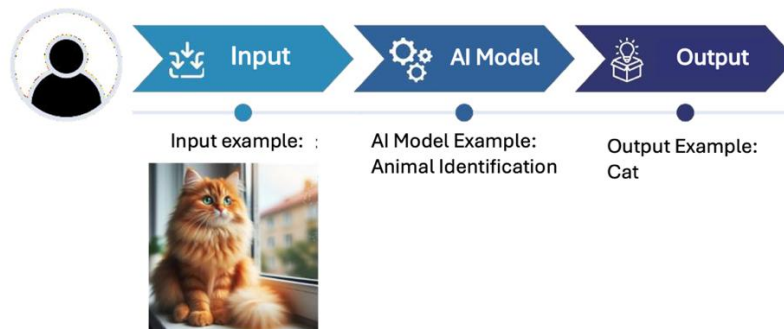 Input
AI Model
Output
Input example: :
AI Model Example:
Animal Identification
Output Example:
Cat